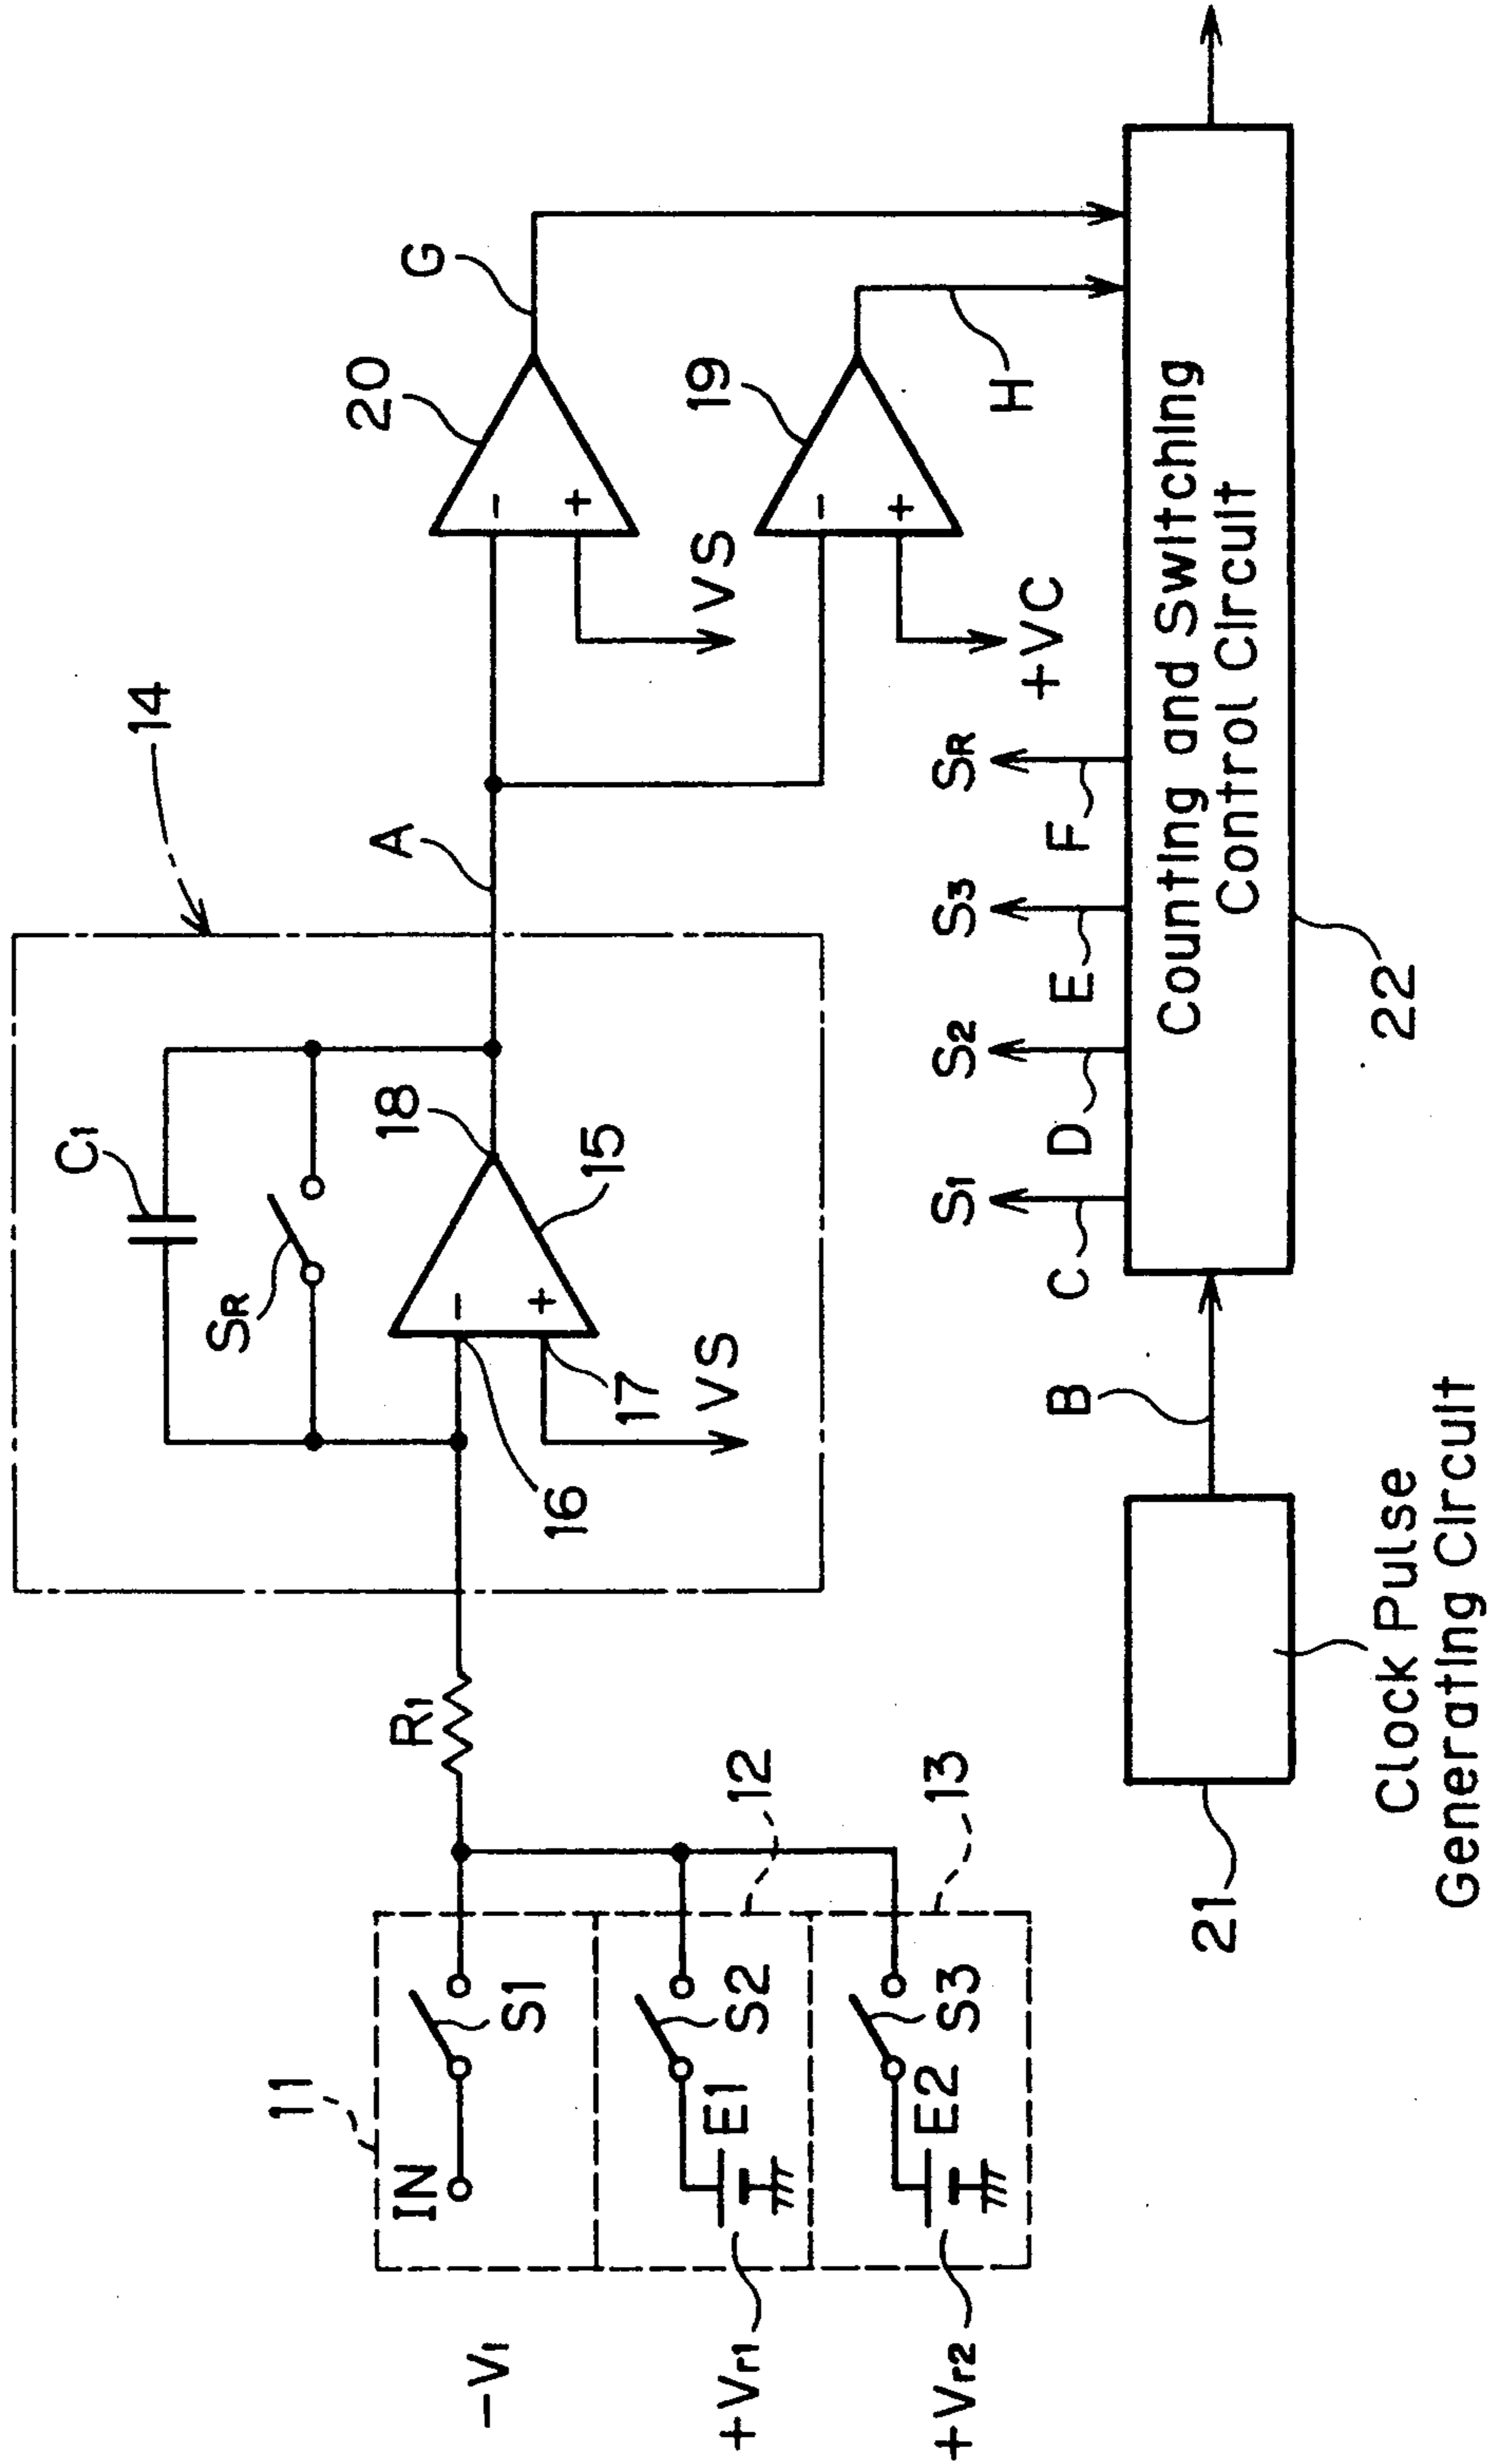 14
C1
SR
18
15
16
17
VS
A
20
G
VS
19
H
+VC
R1
11
IN
S1
12
E1
S2
13
E2
S3
-V1
+Vr1
+Vr2
S1
S2
S3
SR
C
D
E
F
B
21
Clock Pulse
Generating Circuit
Counting and Switching
Control Circuit
22